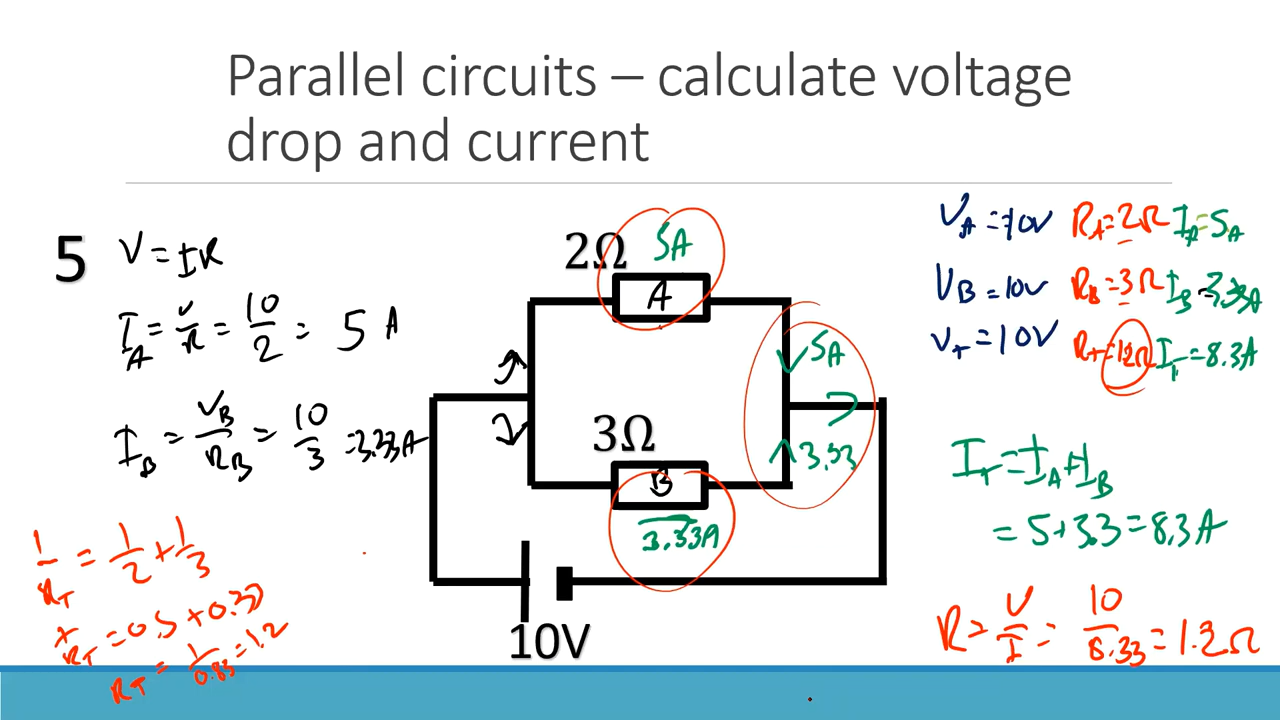 Parallel circuits – calculate voltage
drop and current
5
V = IR
I_A = V/R = 10/2 = 5 A
I_B = V_B/R_B = 10/3 = 3.33A
1/R_T = 1/2 + 1/3
1/R_T = 0.5 + 0.33
R_T = 1/0.83 = 1.2
2Ω
5A
A
5A
3Ω
3.33
B
3.33A
10V
V_A = 10V R_A = 2Ω I_A = 5A
V_B = 10V R_B = 3Ω I_B = 3.33A
V_T = 10V R_T = 1.2Ω I_T = 8.3A
I_T = I_A + I_B
= 5 + 3.3 = 8.3A
R = V/I = 10/8.33 = 1.2Ω